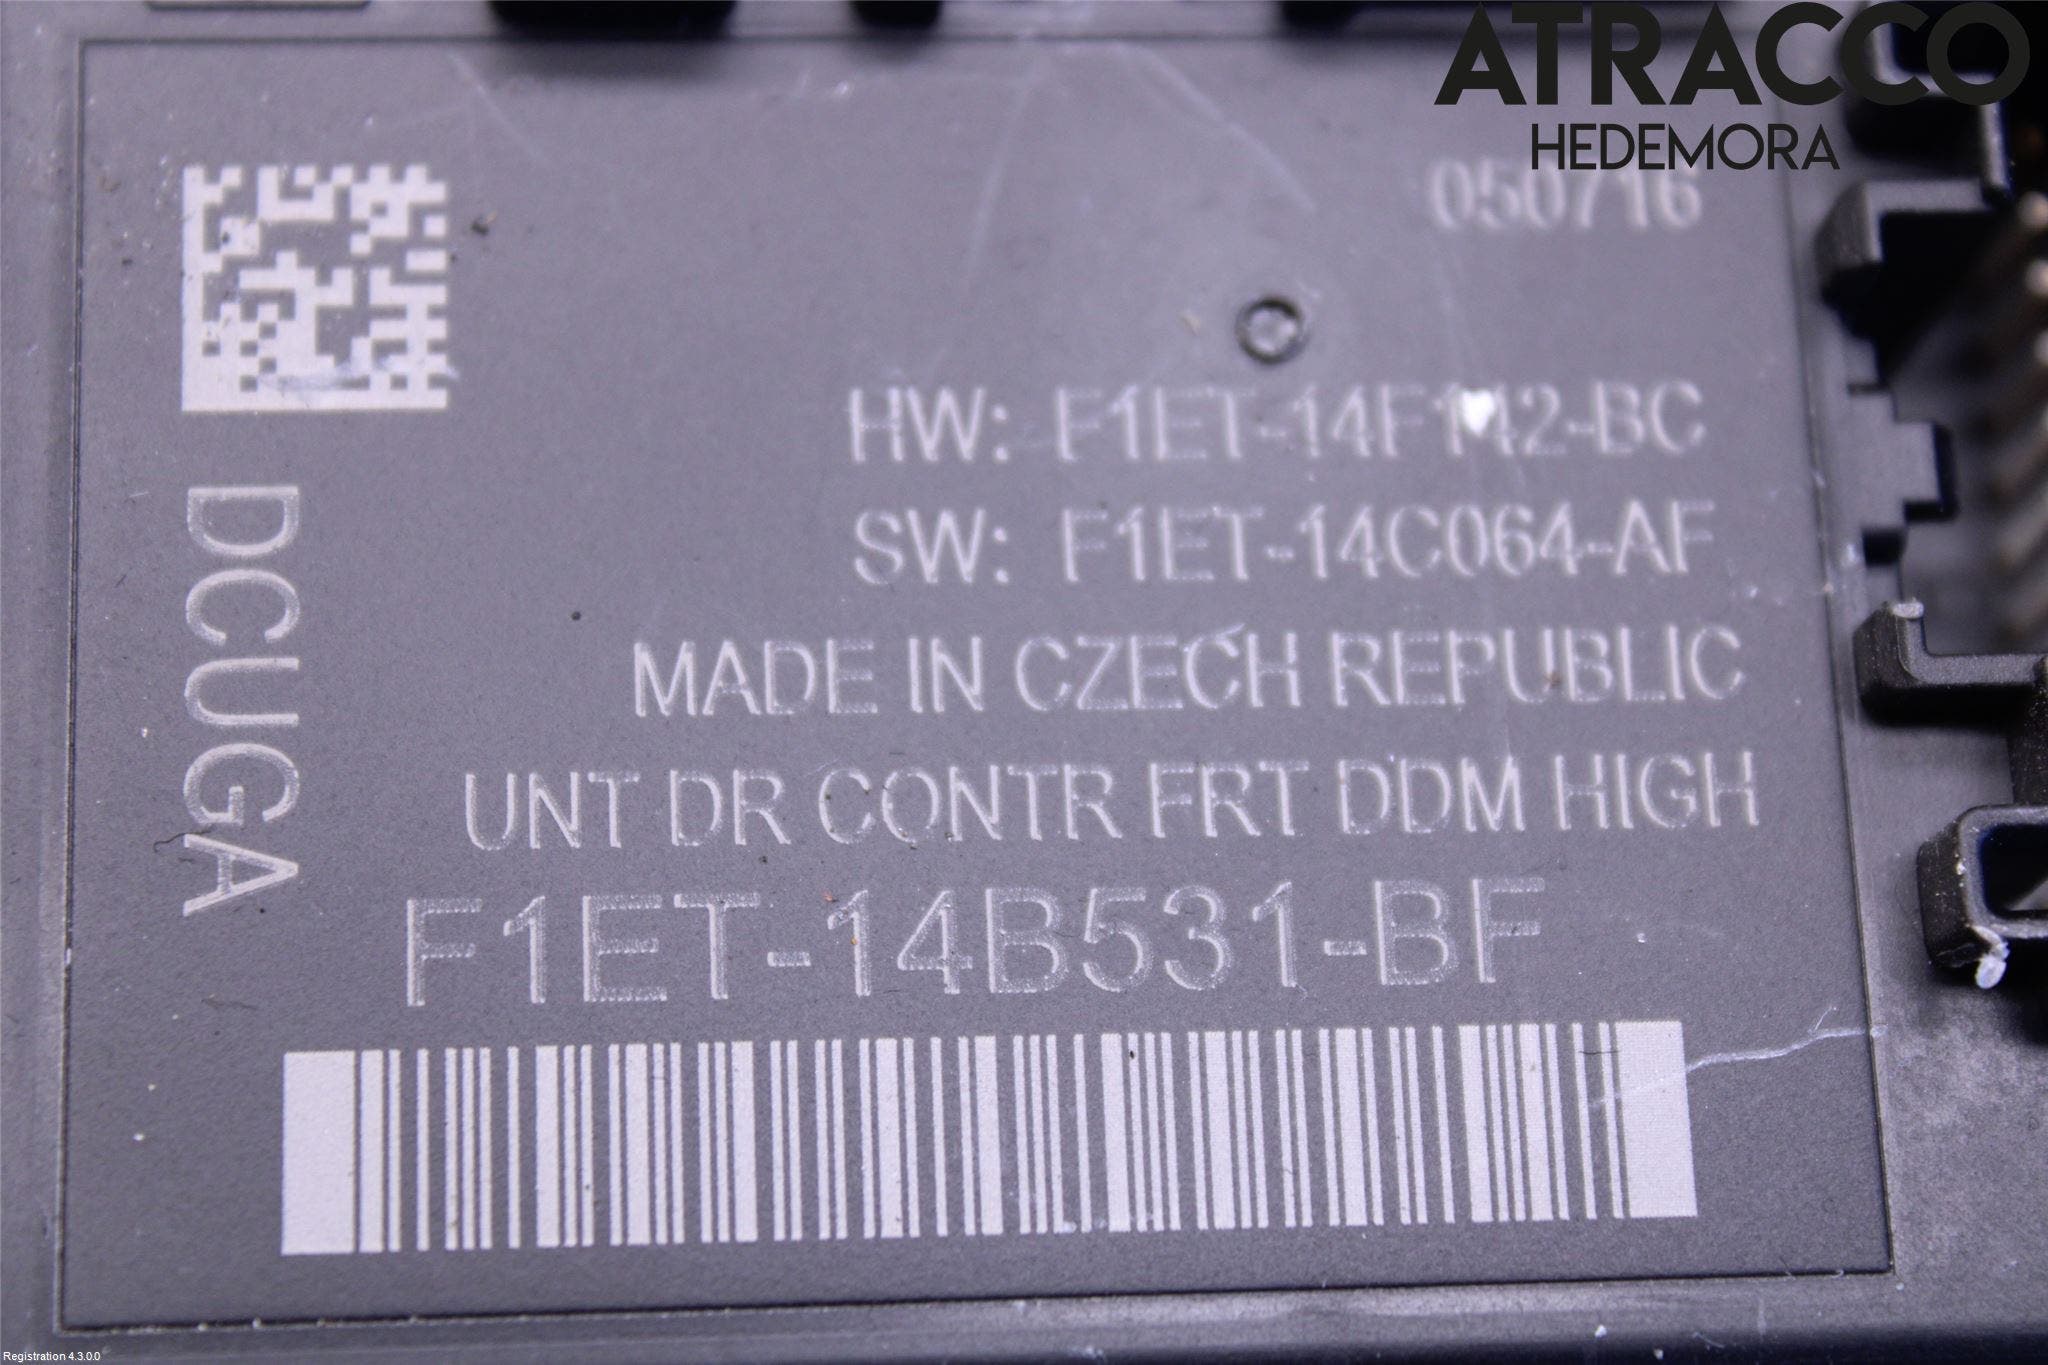 ATRACCO
HEDEMORA
050716
HW: F1ET-14F142-BC
SW: F1ET-14C064-AF
MADE IN CZECH REPUBLIC
UNT DR CONTR FRT DDM HIGH
F1ET-14B531-BF
DCUGA
Registration 4.3.0.0